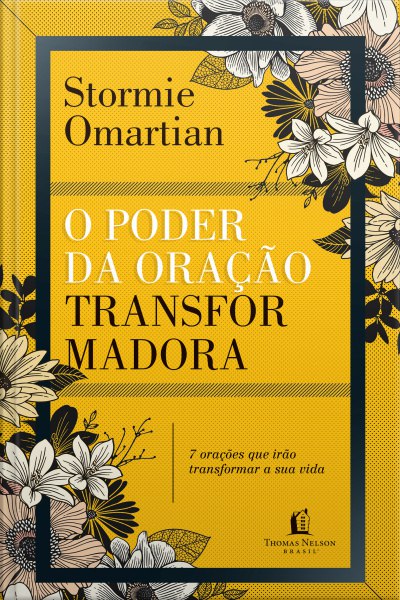 Stormie
Omartian
O PODER
DA ORAÇÃO
TRANSFOR
MADORA
7 orações que irão
transformar a sua vida
THOMAS NELSON
BRASIL®